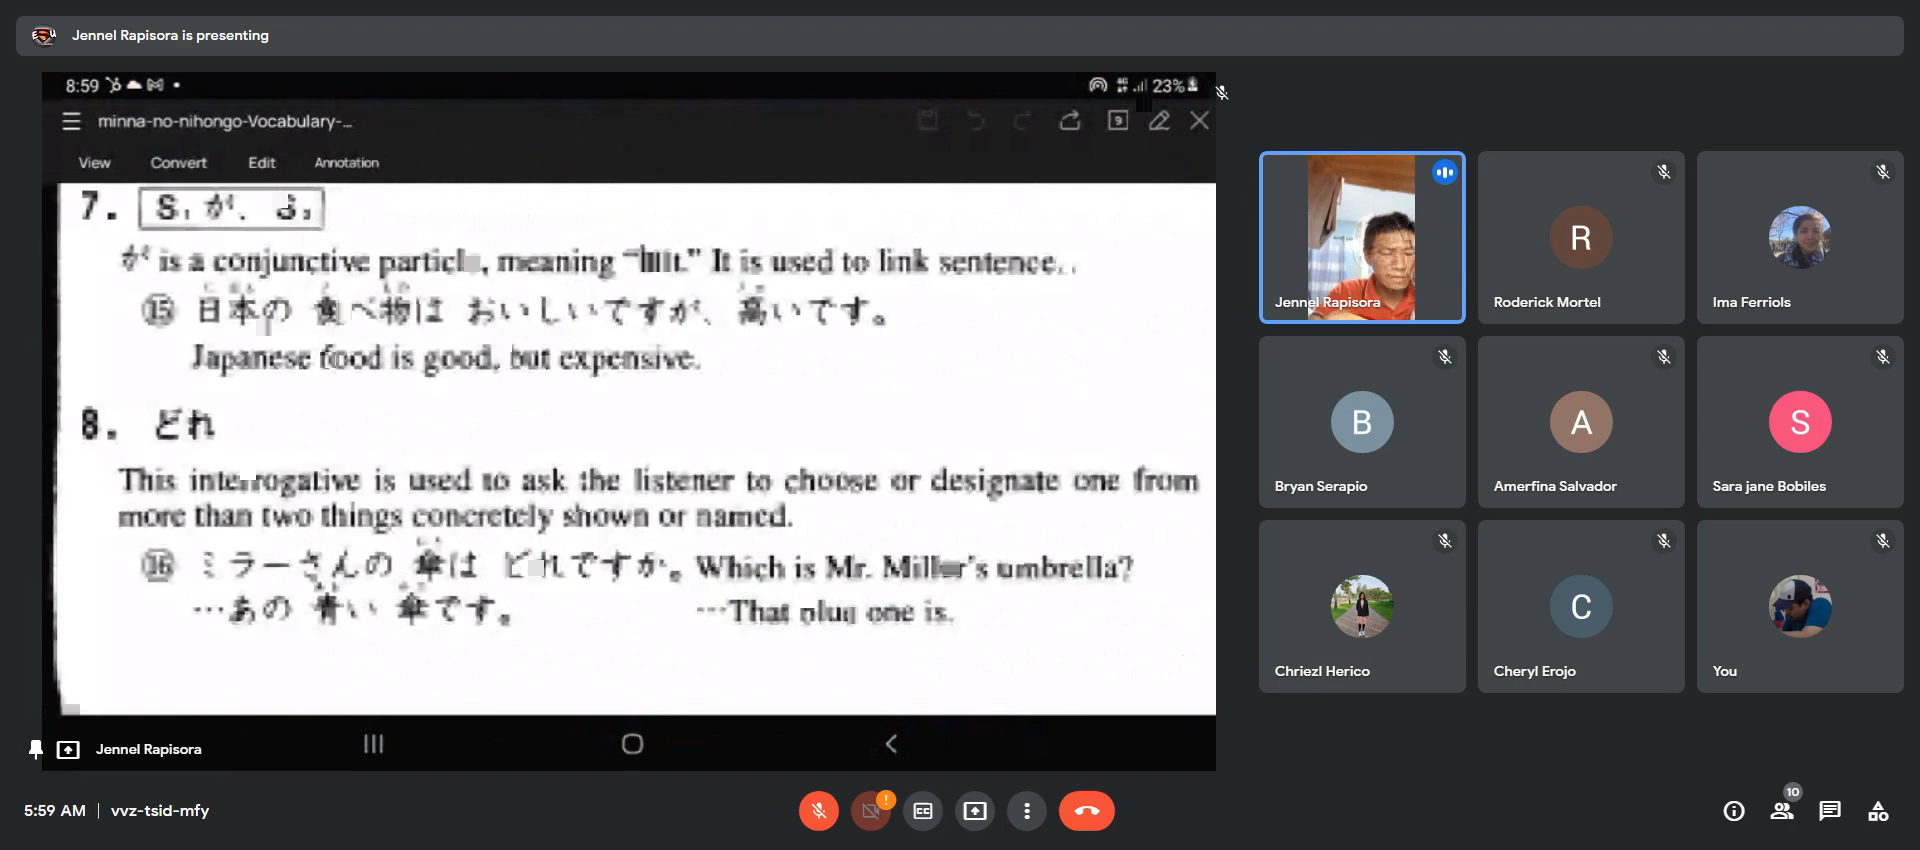 Jennel Rapisora is presenting
8:59
23%
minna-no-nihongo-Vocabulary-...
9
View Convert Edit Annotation
7. が、
が is a conjunctive particle, meaning "but." It is used to link sentence..
⑮ 日本の 食べ物は おいしいですが、高いです。
Japanese food is good, but expensive.
8. どれ
This interrogative is used to ask the listener to choose or designate one from
more than two things concretely shown or named.
⑯ ミラーさんの 傘は どれですか。 Which is Mr. Miller's umbrella?
…あの 青い 傘です。 …That one is.
Jennel Rapisora
Jennel Rapisora
R
Roderick Mortel
Ima Ferriols
B
Bryan Serapio
A
Amerfina Salvador
S
Sara jane Bobiles
Chriezl Herico
C
Cheryl Erojo
You
5:59 AM | vvz-tsid-mfy
CC
10